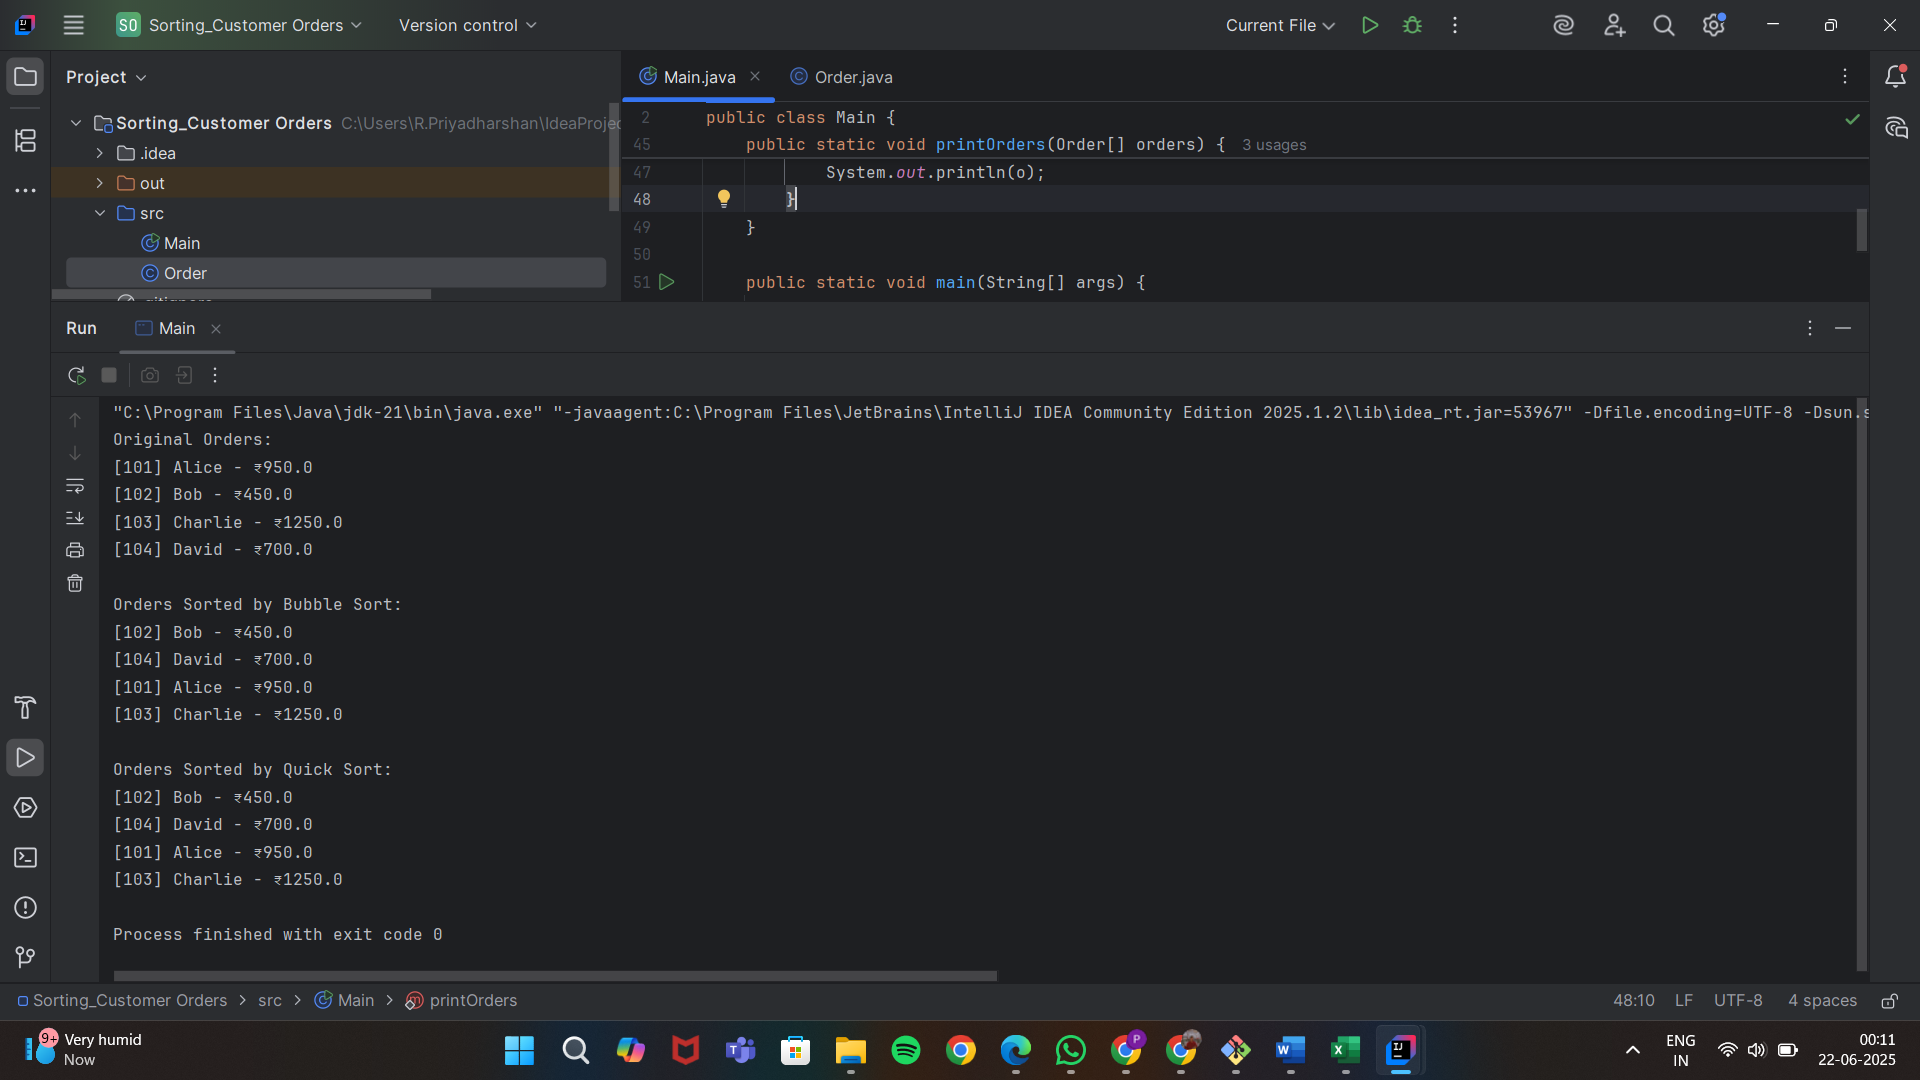 SO Sorting_Customer Orders Version control Current File
Project
Main.java Order.java
Sorting_Customer Orders C:\Users\R.Priyadharshan\IdeaProjec
.idea
out
src
Main
Order
2 public class Main {
45 public static void printOrders(Order[] orders) { 3 usages
47 System.out.println(o);
48 }
49 }
50
51 public static void main(String[] args) {
Run Main
"C:\Program Files\Java\jdk-21\bin\java.exe" "-javaagent:C:\Program Files\JetBrains\IntelliJ IDEA Community Edition 2025.1.2\lib\idea_rt.jar=53967" -Dfile.encoding=UTF-8 -Dsun.s
Original Orders:
[101] Alice - ₹950.0
[102] Bob - ₹450.0
[103] Charlie - ₹1250.0
[104] David - ₹700.0
Orders Sorted by Bubble Sort:
[102] Bob - ₹450.0
[104] David - ₹700.0
[101] Alice - ₹950.0
[103] Charlie - ₹1250.0
Orders Sorted by Quick Sort:
[102] Bob - ₹450.0
[104] David - ₹700.0
[101] Alice - ₹950.0
[103] Charlie - ₹1250.0
Process finished with exit code 0
Sorting_Customer Orders > src > Main > printOrders 48:10 LF UTF-8 4 spaces
9+ Very humid
Now
ENG
IN
00:11
22-06-2025